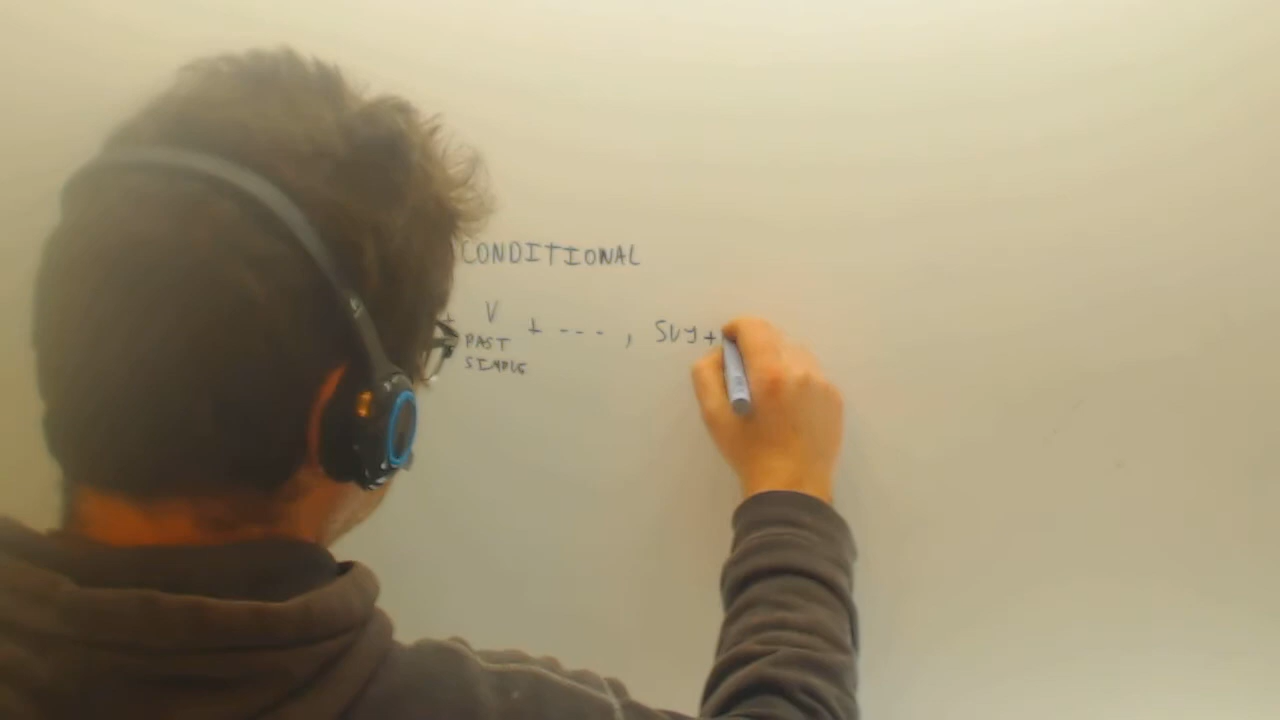 CONDITIONAL
+ V + ---, SUJ+
PAST
SIMPLE